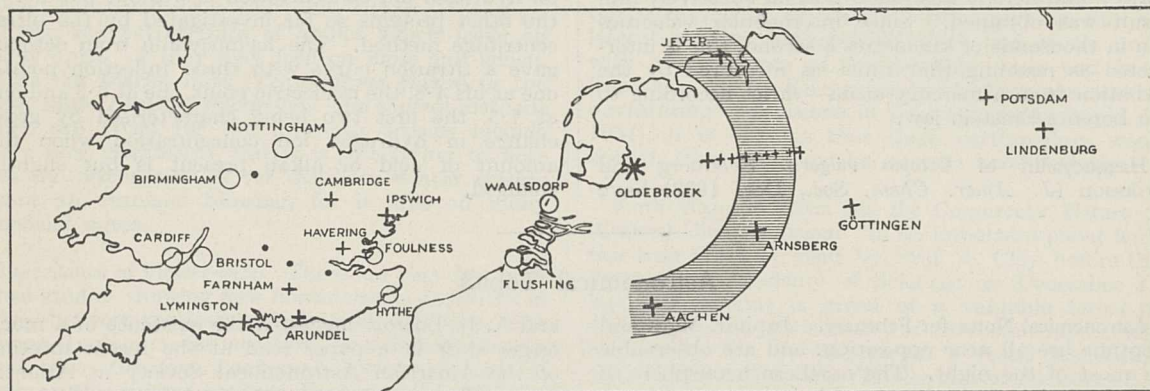 JEVER
POTSDAM
NOTTINGHAM
LINDENBURG
BIRMINGHAM
CAMBRIDGE
WAALSDORP
OLDEBROEK
IPSWICH
GÖTTINGEN
HAVERING
CARDIFF
FOULNESS
ARNSBERG
BRISTOL
FARNHAM
FLUSHING
HYTHE
LYMINGTON
AACHEN
ARUNDEL